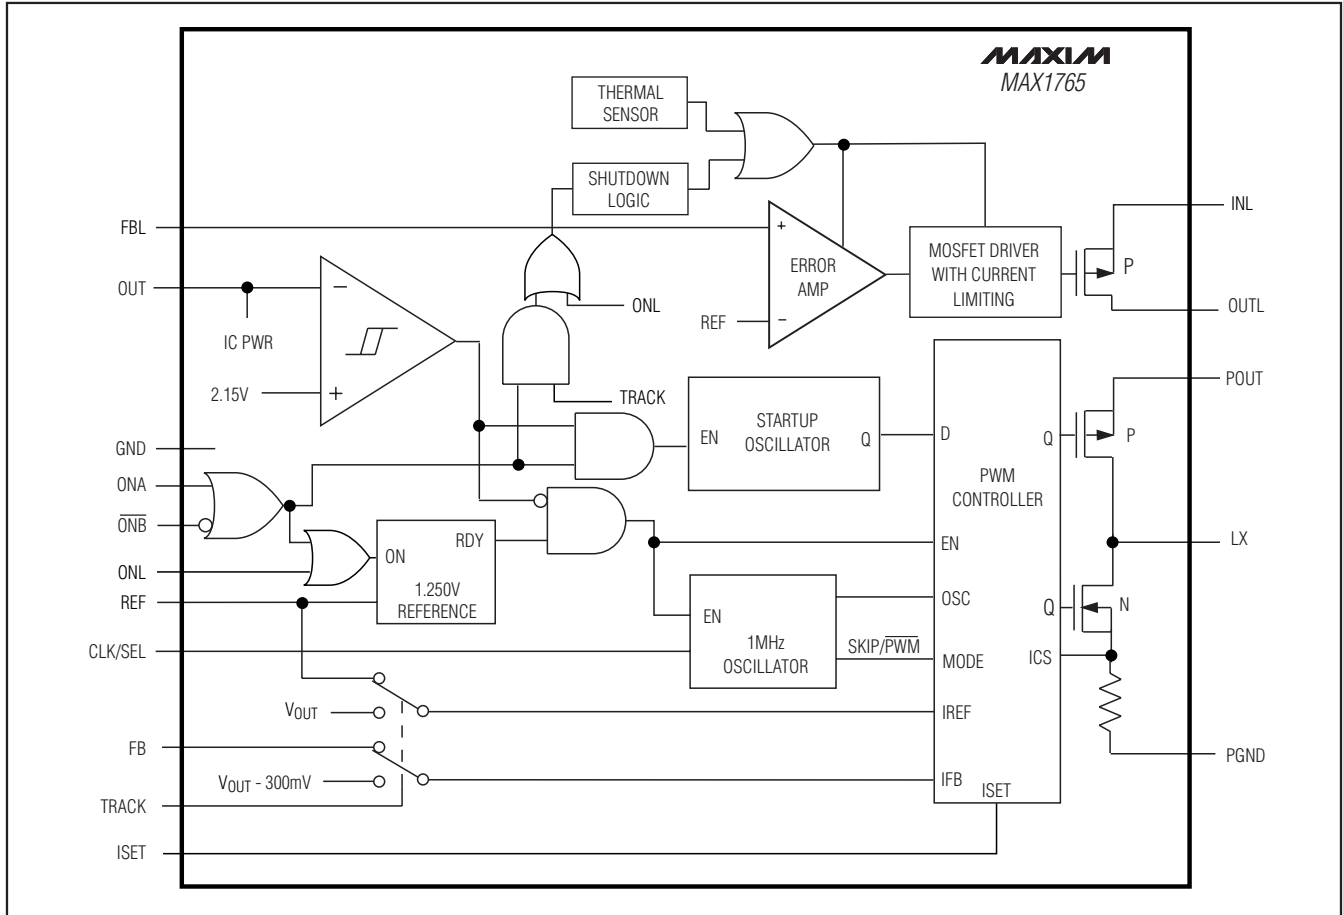 MAXIM
MAX1765
THERMAL
SENSOR
SHUTDOWN
LOGIC
INL
FBL
+
ERROR
AMP
MOSFET DRIVER
WITH CURRENT
LIMITING
P
OUT
−
ONL
REF
−
OUTL
IC PWR
2.15V
+
TRACK
POUT
EN
STARTUP
OSCILLATOR
Q
D
Q
P
GND
PWM
CONTROLLER
ONA
O̅N̅B̅
ON
RDY
EN
LX
ONL
1.250V
REFERENCE
REF
EN
OSC
Q
N
1MHz
OSCILLATOR
SKIP/P̅W̅M̅
MODE
ICS
CLK/SEL
VOUT
IREF
FB
PGND
VOUT - 300mV
IFB
ISET
TRACK
ISET